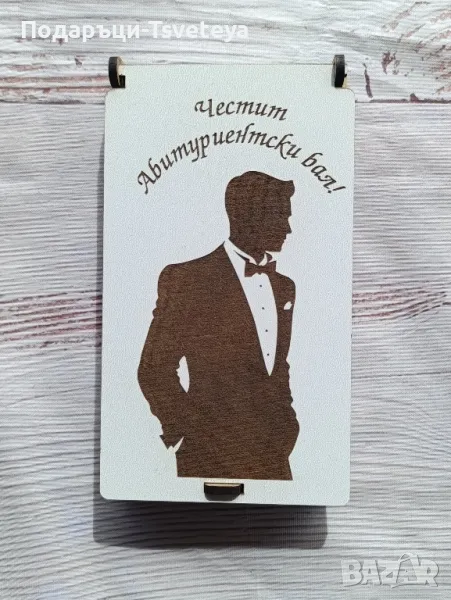 Подаръци-Tsveteya
Честит
Абитуриентски бал!
BAZAR